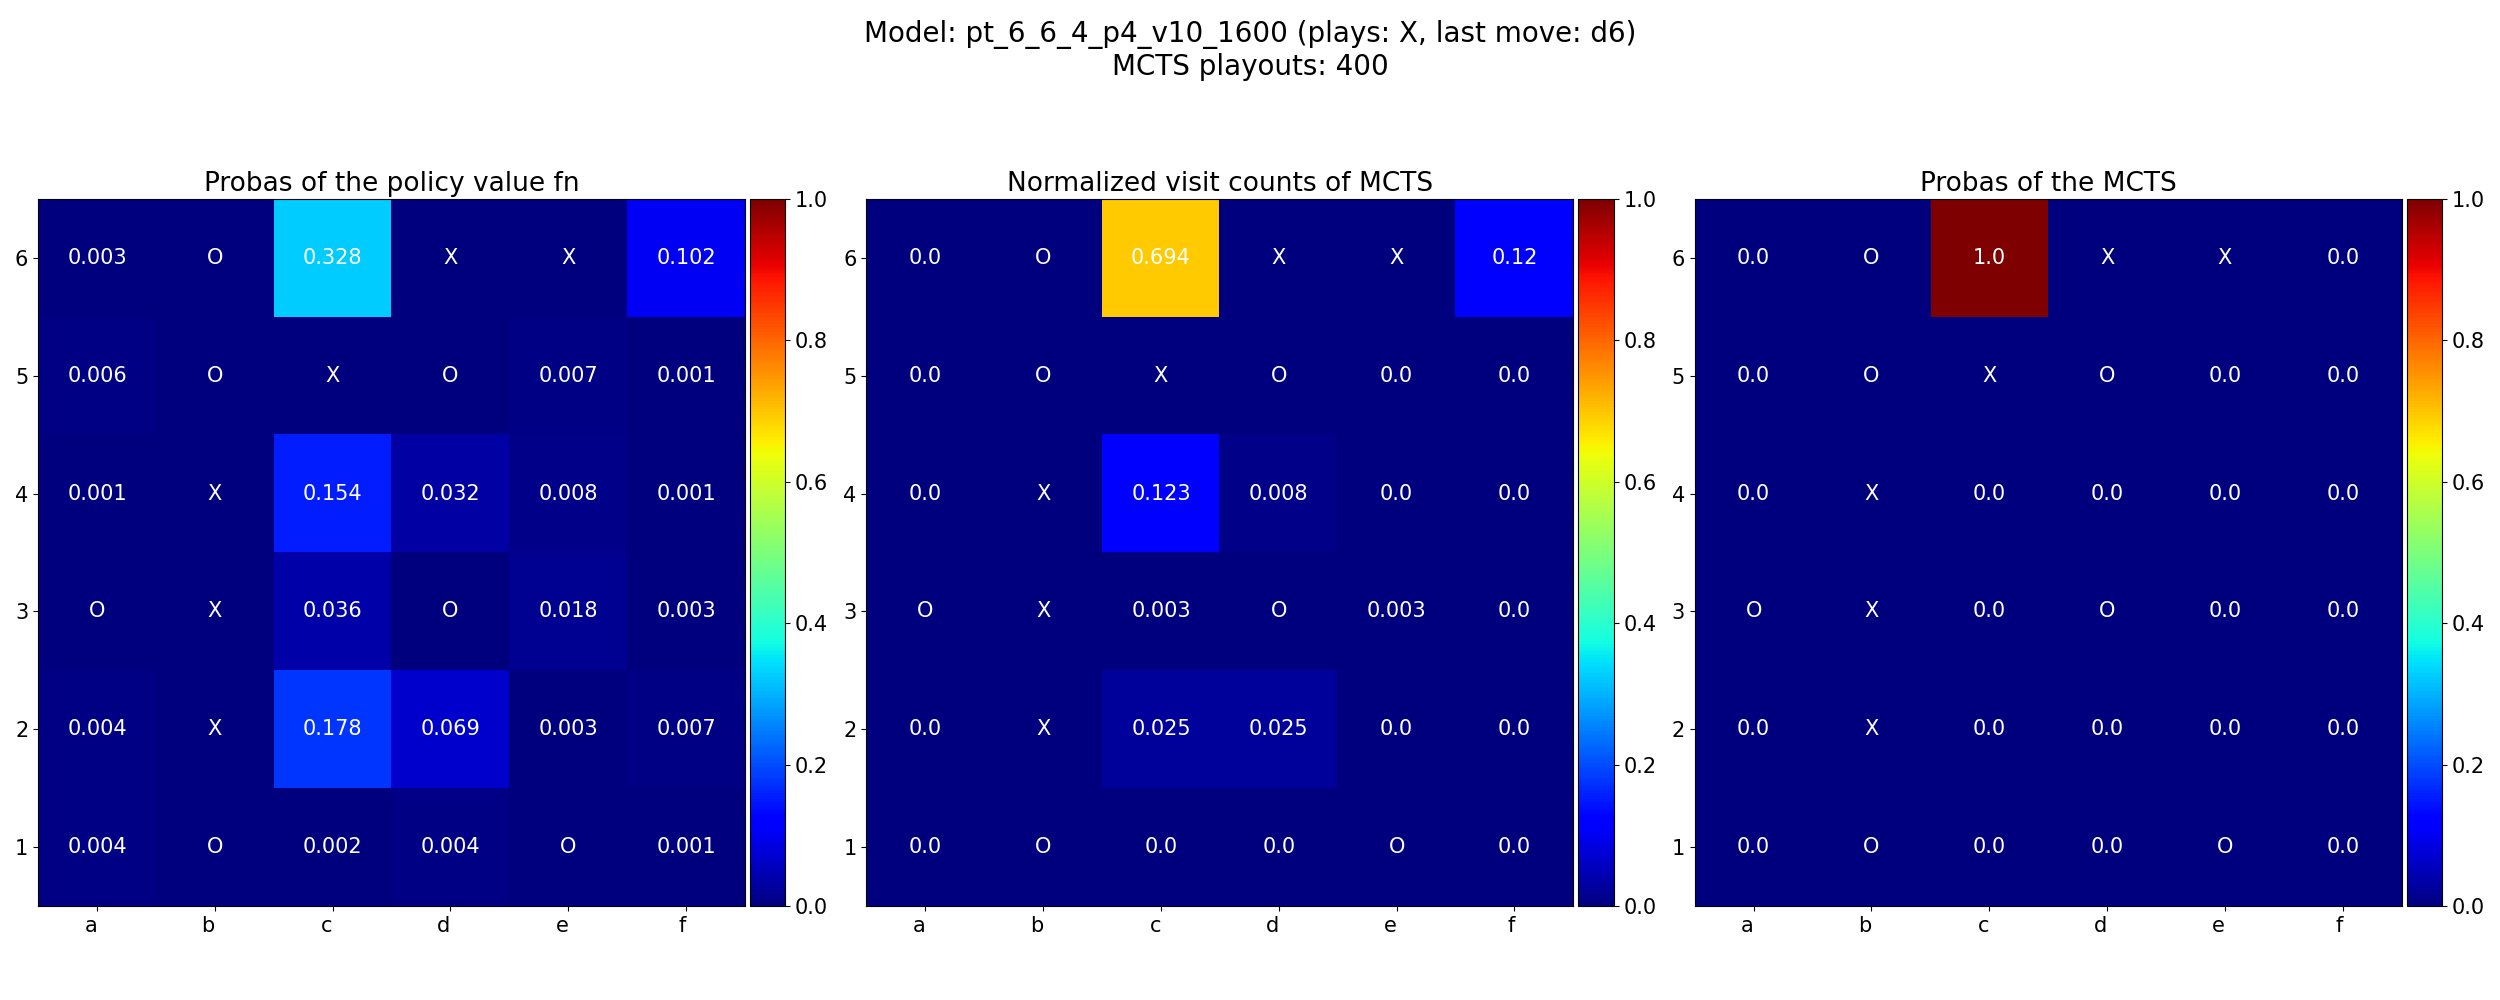 Model: pt_6_6_4_p4_v10_1600 (plays: X, last move: d6)
MCTS playouts: 400
Probas of the policy value fn
6 0.003 O 0.328 X X 0.102
5 0.006 O X O 0.007 0.001
4 0.001 X 0.154 0.032 0.008 0.001
3 O X 0.036 O 0.018 0.003
2 0.004 X 0.178 0.069 0.003 0.007
1 0.004 O 0.002 0.004 O 0.001
a b c d e f
1.0
0.8
0.6
0.4
0.2
0.0
Normalized visit counts of MCTS
6 0.0 O 0.694 X X 0.12
5 0.0 O X O 0.0 0.0
4 0.0 X 0.123 0.008 0.0 0.0
3 O X 0.003 O 0.003 0.0
2 0.0 X 0.025 0.025 0.0 0.0
1 0.0 O 0.0 0.0 O 0.0
a b c d e f
1.0
0.8
0.6
0.4
0.2
0.0
Probas of the MCTS
6 0.0 O 1.0 X X 0.0
5 0.0 O X O 0.0 0.0
4 0.0 X 0.0 0.0 0.0 0.0
3 O X 0.0 O 0.0 0.0
2 0.0 X 0.0 0.0 0.0 0.0
1 0.0 O 0.0 0.0 O 0.0
a b c d e f
1.0
0.8
0.6
0.4
0.2
0.0